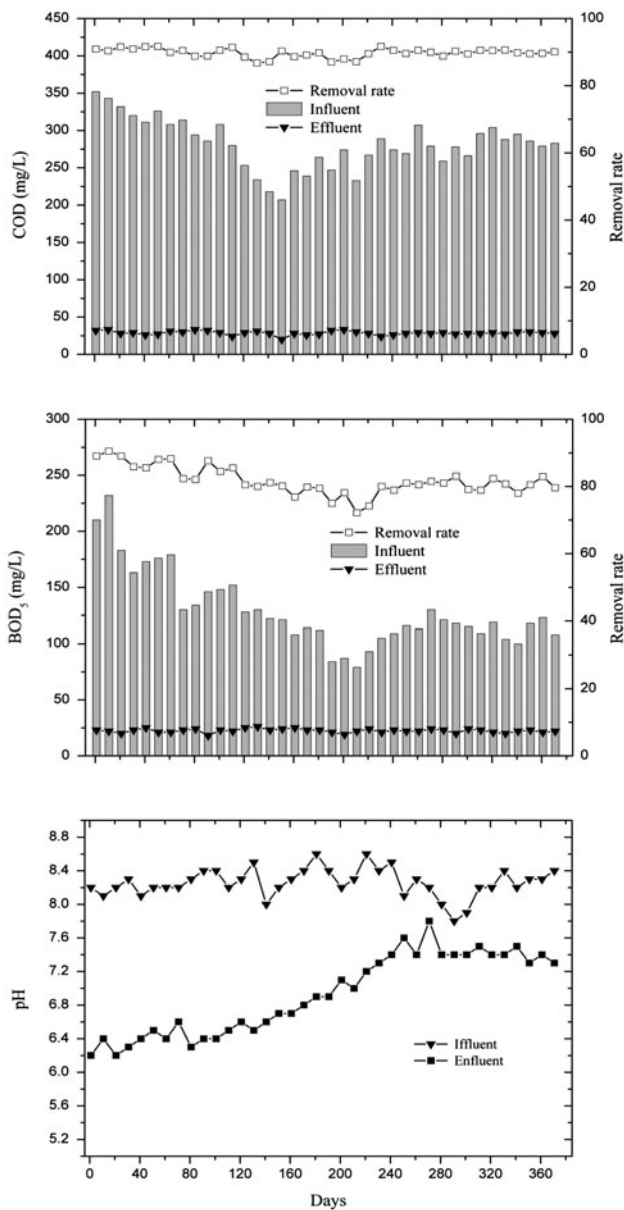 COD (mg/L)
450
400
350
300
250
200
150
100
50
0
Removal rate
Influent
Effluent
100
80
60
40
20
0
Removal rate
BOD5 (mg/L)
300
250
200
150
100
50
0
Removal rate
Influent
Effluent
100
80
60
40
20
0
Removal rate
pH
8.8
8.4
8.0
7.6
7.2
6.8
6.4
6.0
5.6
5.2
Iffluent
Enfluent
0 40 80 120 160 200 240 280 320 360
Days